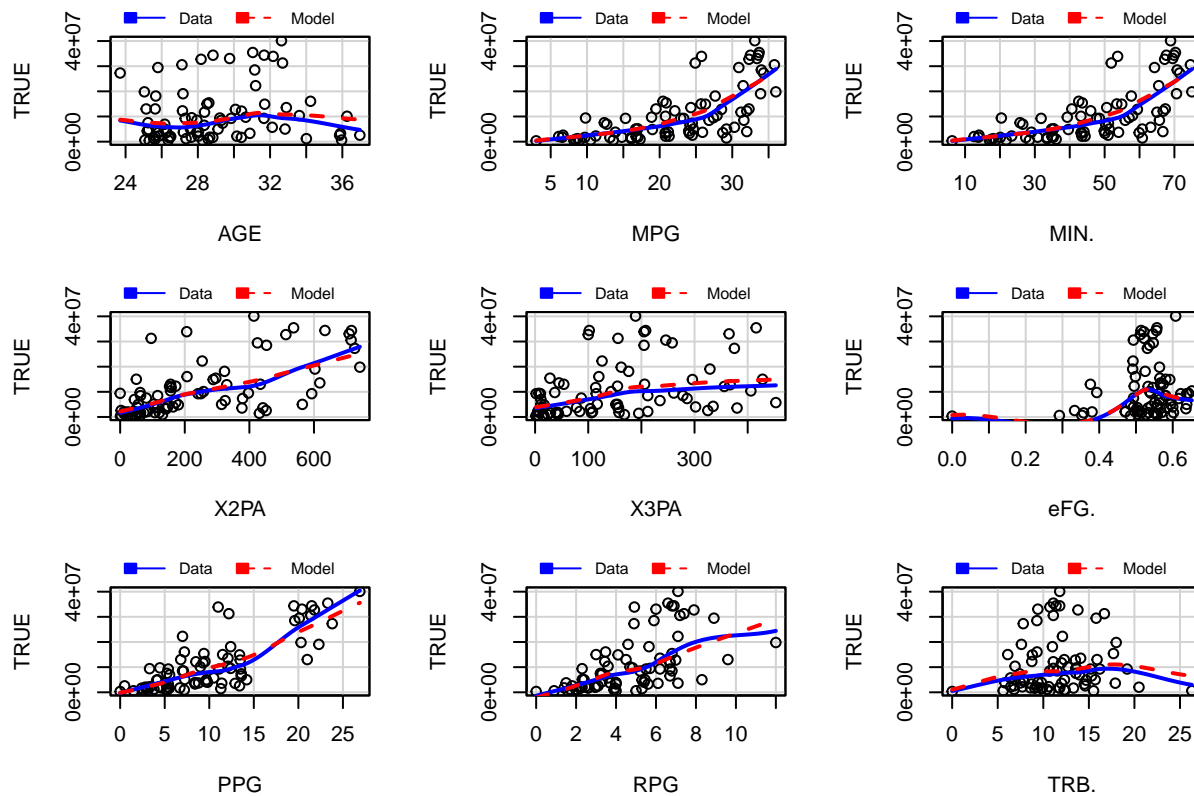 Data Model Data Model Data Model
TRUE 0e+00 4e+07 TRUE 0e+00 4e+07 TRUE 0e+00 4e+07
24 28 32 36 5 10 20 30 10 30 50 70
AGE MPG MIN.
Data Model Data Model Data Model
TRUE 0e+00 4e+07 TRUE 0e+00 4e+07 TRUE 0e+00 4e+07
0 200 400 600 0 100 300 0.0 0.2 0.4 0.6
X2PA X3PA eFG.
Data Model Data Model Data Model
TRUE 0e+00 4e+07 TRUE 0e+00 4e+07 TRUE 0e+00 4e+07
0 5 10 15 20 25 0 2 4 6 8 10 0 5 10 15 20 25
PPG RPG TRB.